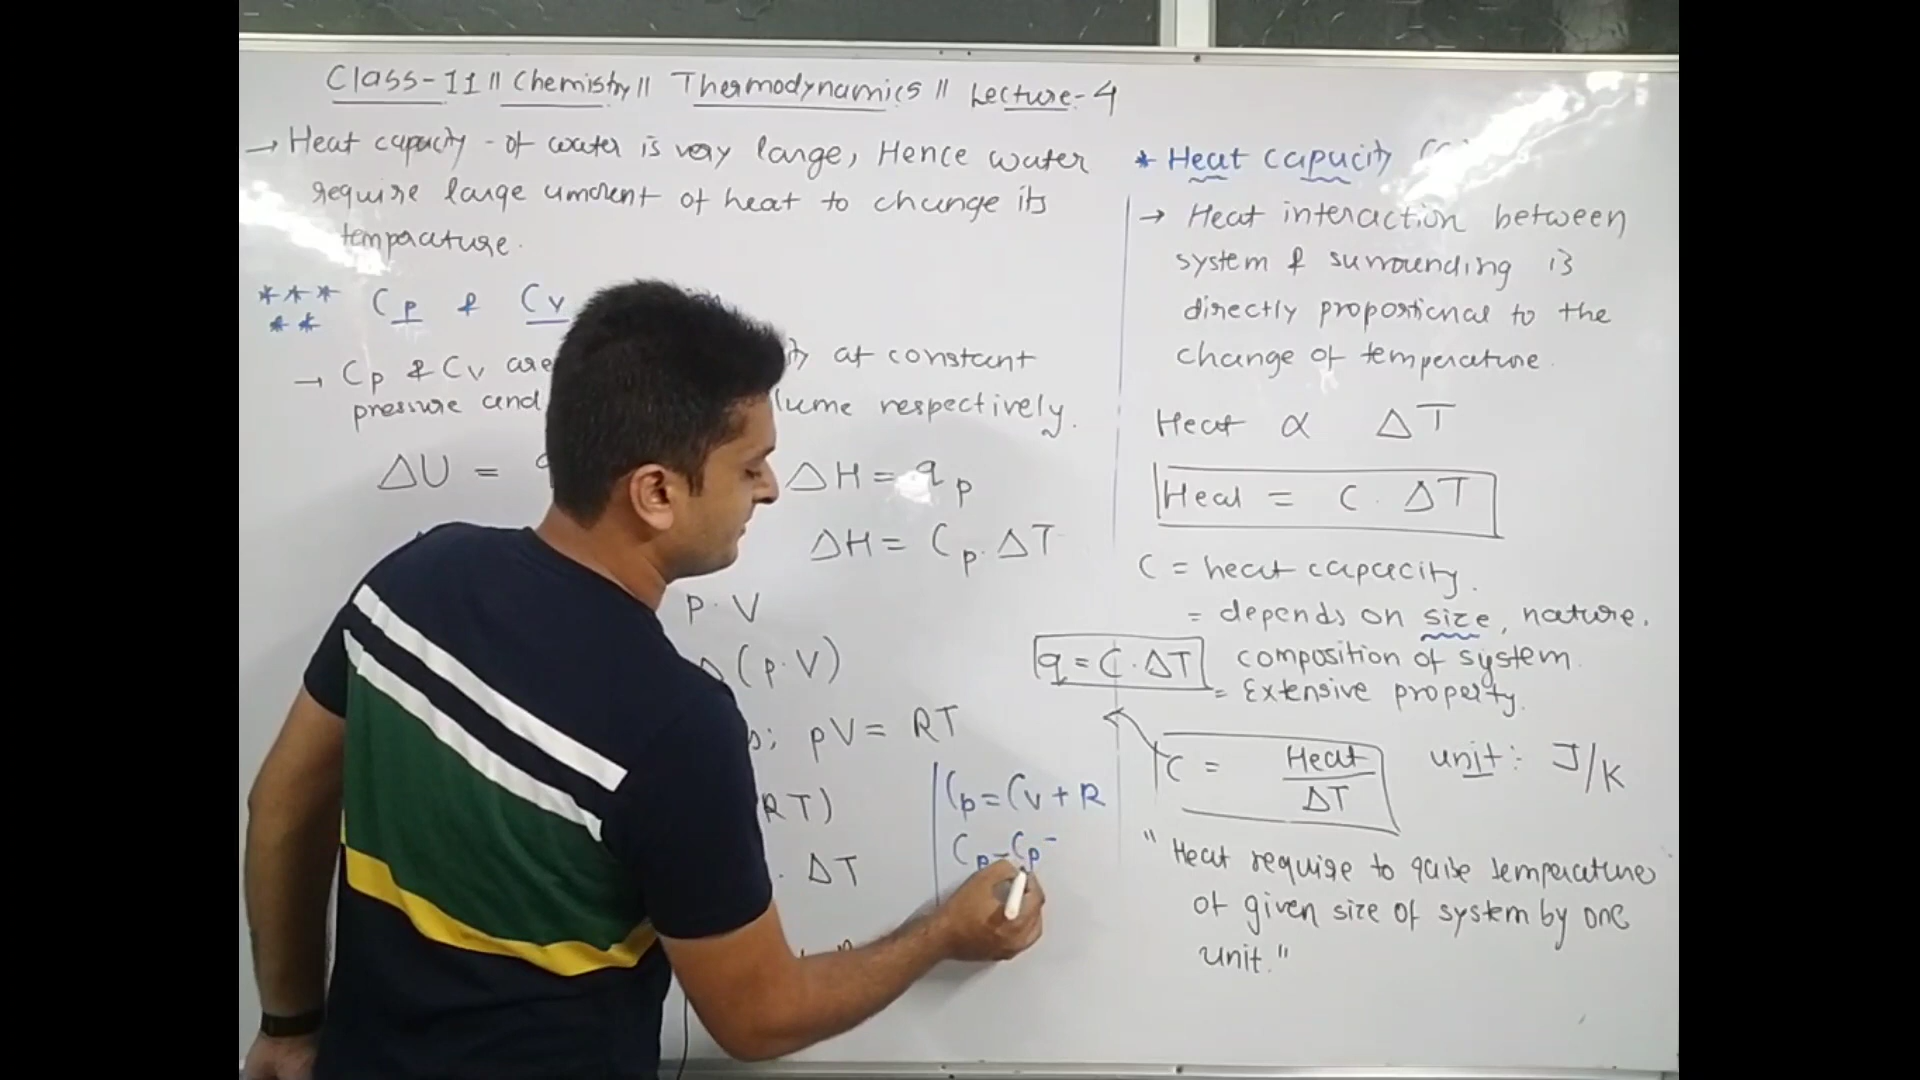 Class-11 || Chemistry || Thermodynamics || Lecture-4
→ Heat capacity - of water is very large, Hence water
require large amount of heat to change its
temperature.
*** Cp & Cv
**
→ Cp & Cv are at constant
pressure and respectively.
ΔU =
ΔH = qp
ΔH = Cp. ΔT
P. V
(p.V)
pV = RT
RT)
. ΔT
Cp = Cv + R
Cp - Cp -
* Heat capacity
→ Heat interaction between
system & surrounding is
directly proportional to the
change of temperature.
Heat ∝ ΔT
Heat = C. ΔT
C = heat capacity.
= depends on size, nature,
composition of system.
= Extensive property.
q = C.ΔT
C = Heat/ΔT unit: J/K
"Heat require to raise temperature
of given size of system by one
unit."